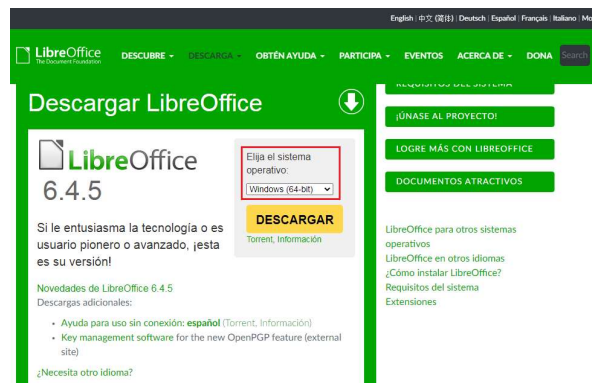 English | 中文 (简体) | Deutsch | Español | Français | Italiano | Mo
LibreOffice
The Document Foundation
DESCUBRE DESCARGA OBTÉN AYUDA PARTICIPA EVENTOS ACERCA DE DONA Search
REQUISITOS DEL SISTEMA
Descargar LibreOffice
¡ÚNASE AL PROYECTO!
LOGRE MÁS CON LIBREOFFICE
DOCUMENTOS ATRACTIVOS
LibreOffice
6.4.5
Elija el sistema
operativo:
Windows (64-bit)
DESCARGAR
Torrent, Información
Si le entusiasma la tecnología o es
usuario pionero o avanzado, ¡esta
es su versión!
Novedades de LibreOffice 6.4.5
Descargas adicionales:
Ayuda para uso sin conexión: español (Torrent, Información)
Key management software for the new OpenPGP feature (external
site)
¿Necesita otro idioma?
LibreOffice para otros sistemas
operativos
LibreOffice en otros idiomas
¿Cómo instalar LibreOffice?
Requisitos del sistema
Extensiones